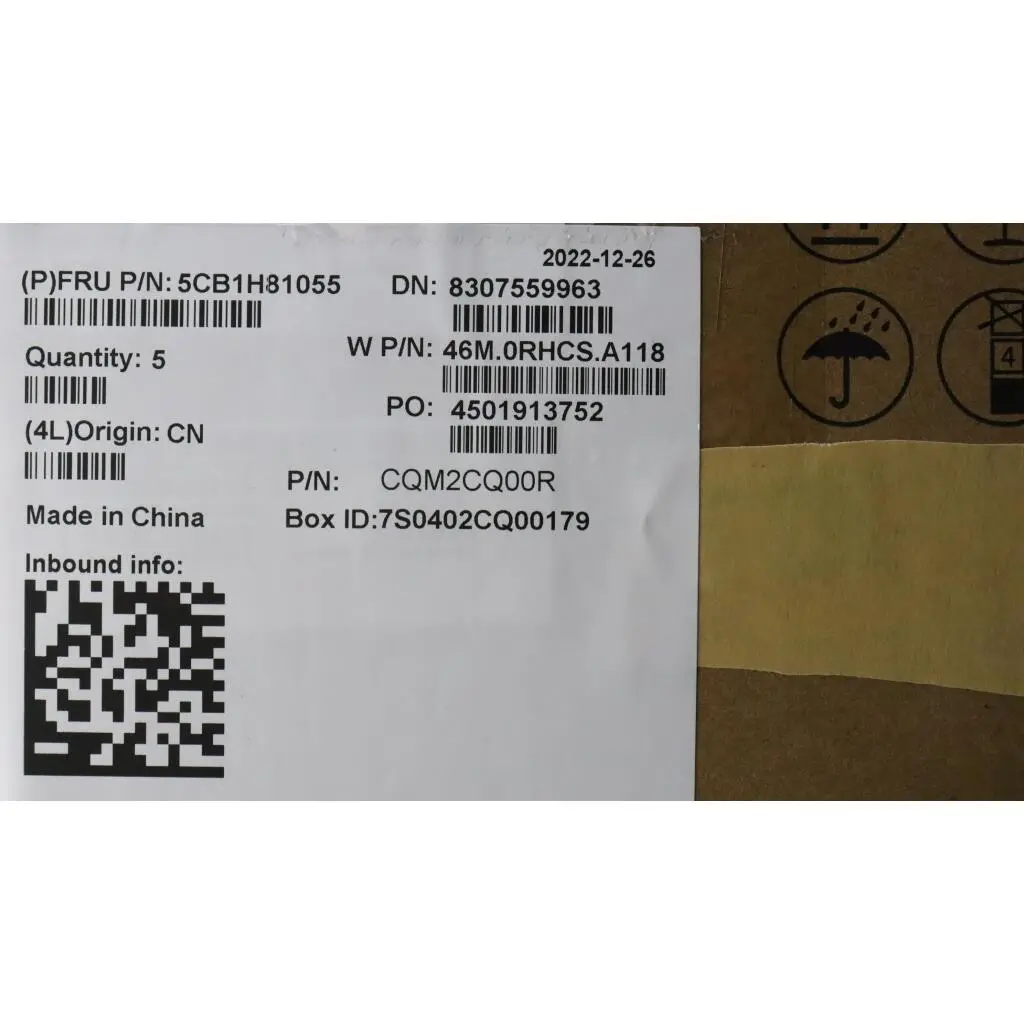 2022-12-26
(P)FRU P/N: 5CB1H81055
DN: 8307559963
Quantity: 5
W P/N: 46M.0RHCS.A118
PO: 4501913752
(4L)Origin: CN
P/N: CQM2CQ00R
Made in China
Box ID:7S0402CQ00179
Inbound info:
4